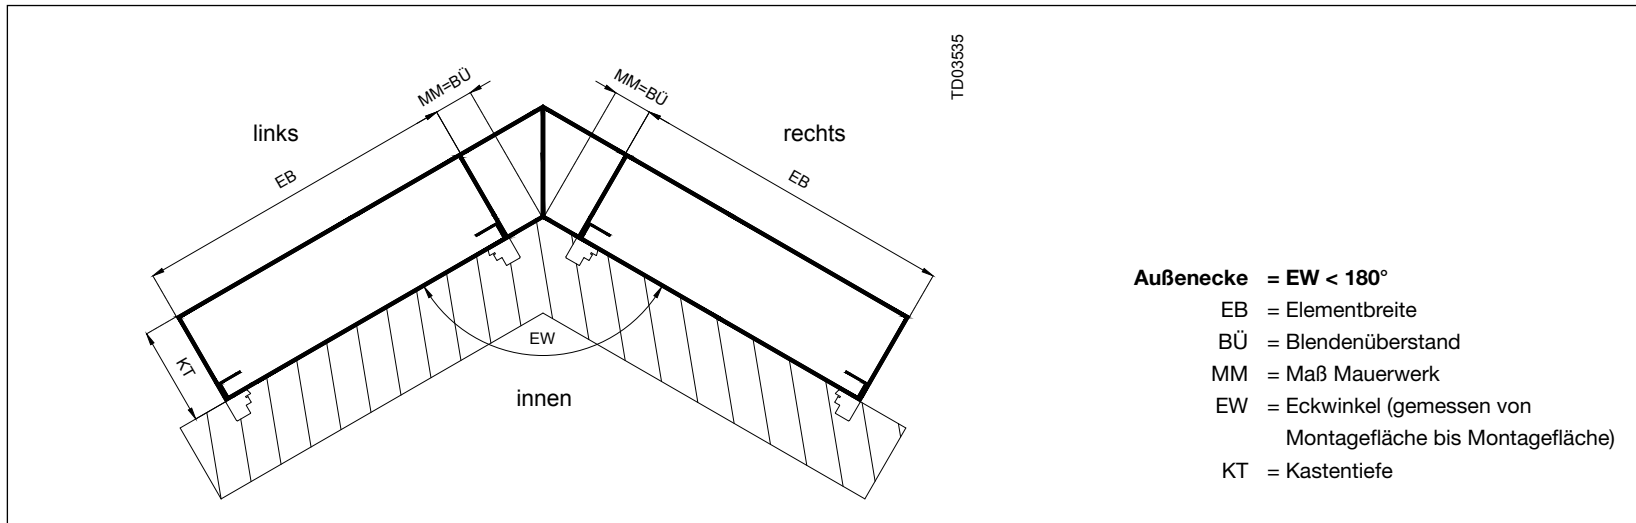 TD03535
MM=BÜ
MM=BÜ
links
rechts
EB
EB
KT
EW
innen
Außenecke = EW < 180°
EB = Elementbreite
BÜ = Blendenüberstand
MM = Maß Mauerwerk
EW = Eckwinkel (gemessen von
Montagefläche bis Montagefläche)
KT = Kastentiefe